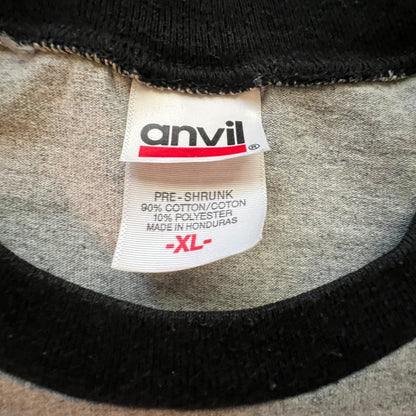 anvil®
PRE-SHRUNK
90% COTTON/COTON
10% POLYESTER
MADE IN HONDURAS
-XL-